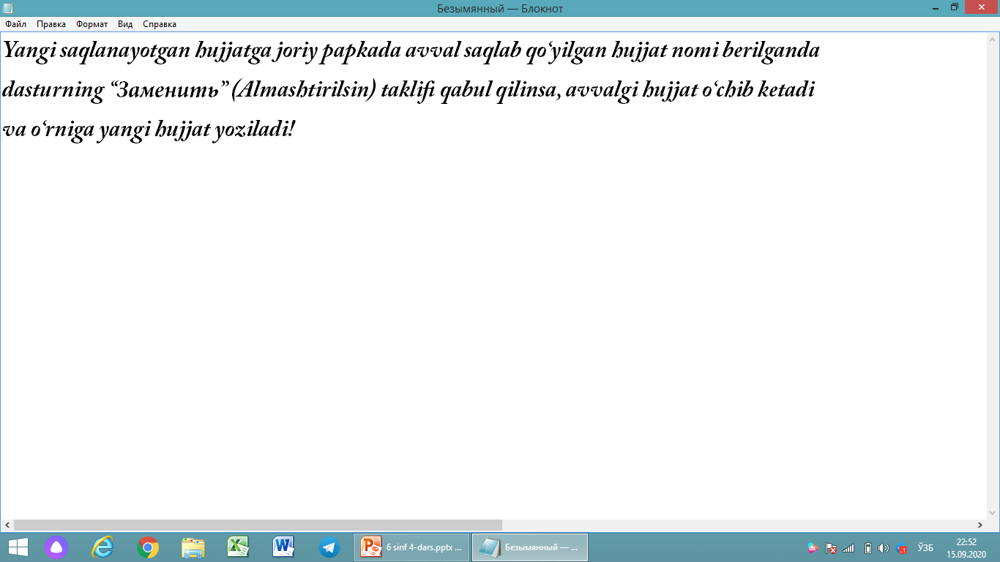 Безымянный — Блокнот
Файл Правка Формат Вид Справка
Yangi saqlanayotgan hujjatga joriy papkada avval saqlab qo‘yilgan hujjat nomi berilganda
dasturning “Заменить” (Almashtirilsin) taklifi qabul qilinsa, avvalgi hujjat o‘chib ketadi
va o‘rniga yangi hujjat yoziladi!
6 sinf 4-dars.pptx ... Безымянный — ... ЎЗБ 22:52
15.09.2020